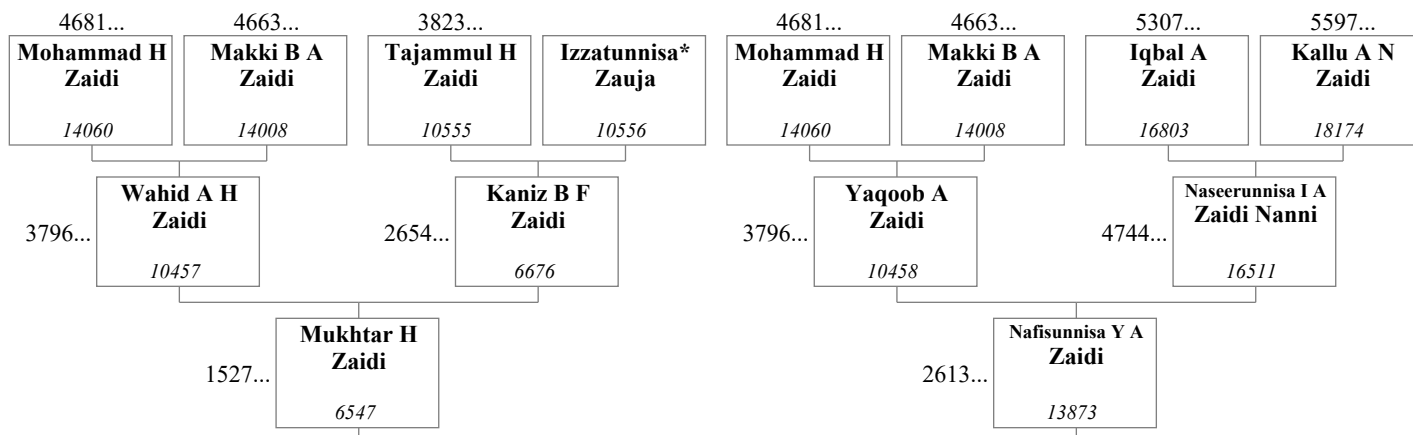 4681... 4663... 3823... 5307... 5597...
4681... 4663...
Mohammad H
Zaidi
14060
Makki B A
Zaidi
14008
Tajammul H
Zaidi
10555
Izzatunnisa*
Zauja
10556
Mohammad H
Zaidi
14060
Makki B A
Zaidi
14008
Iqbal A
Zaidi
16803
Kallu A N
Zaidi
18174
3796...
Wahid A H
Zaidi
10457
2654...
Kaniz B F
Zaidi
6676
3796...
Yaqoob A
Zaidi
10458
4744...
Naseerunnisa I A
Zaidi Nanni
16511
1527...
Mukhtar H
Zaidi
6547
2613...
Nafisunnisa Y A
Zaidi
13873